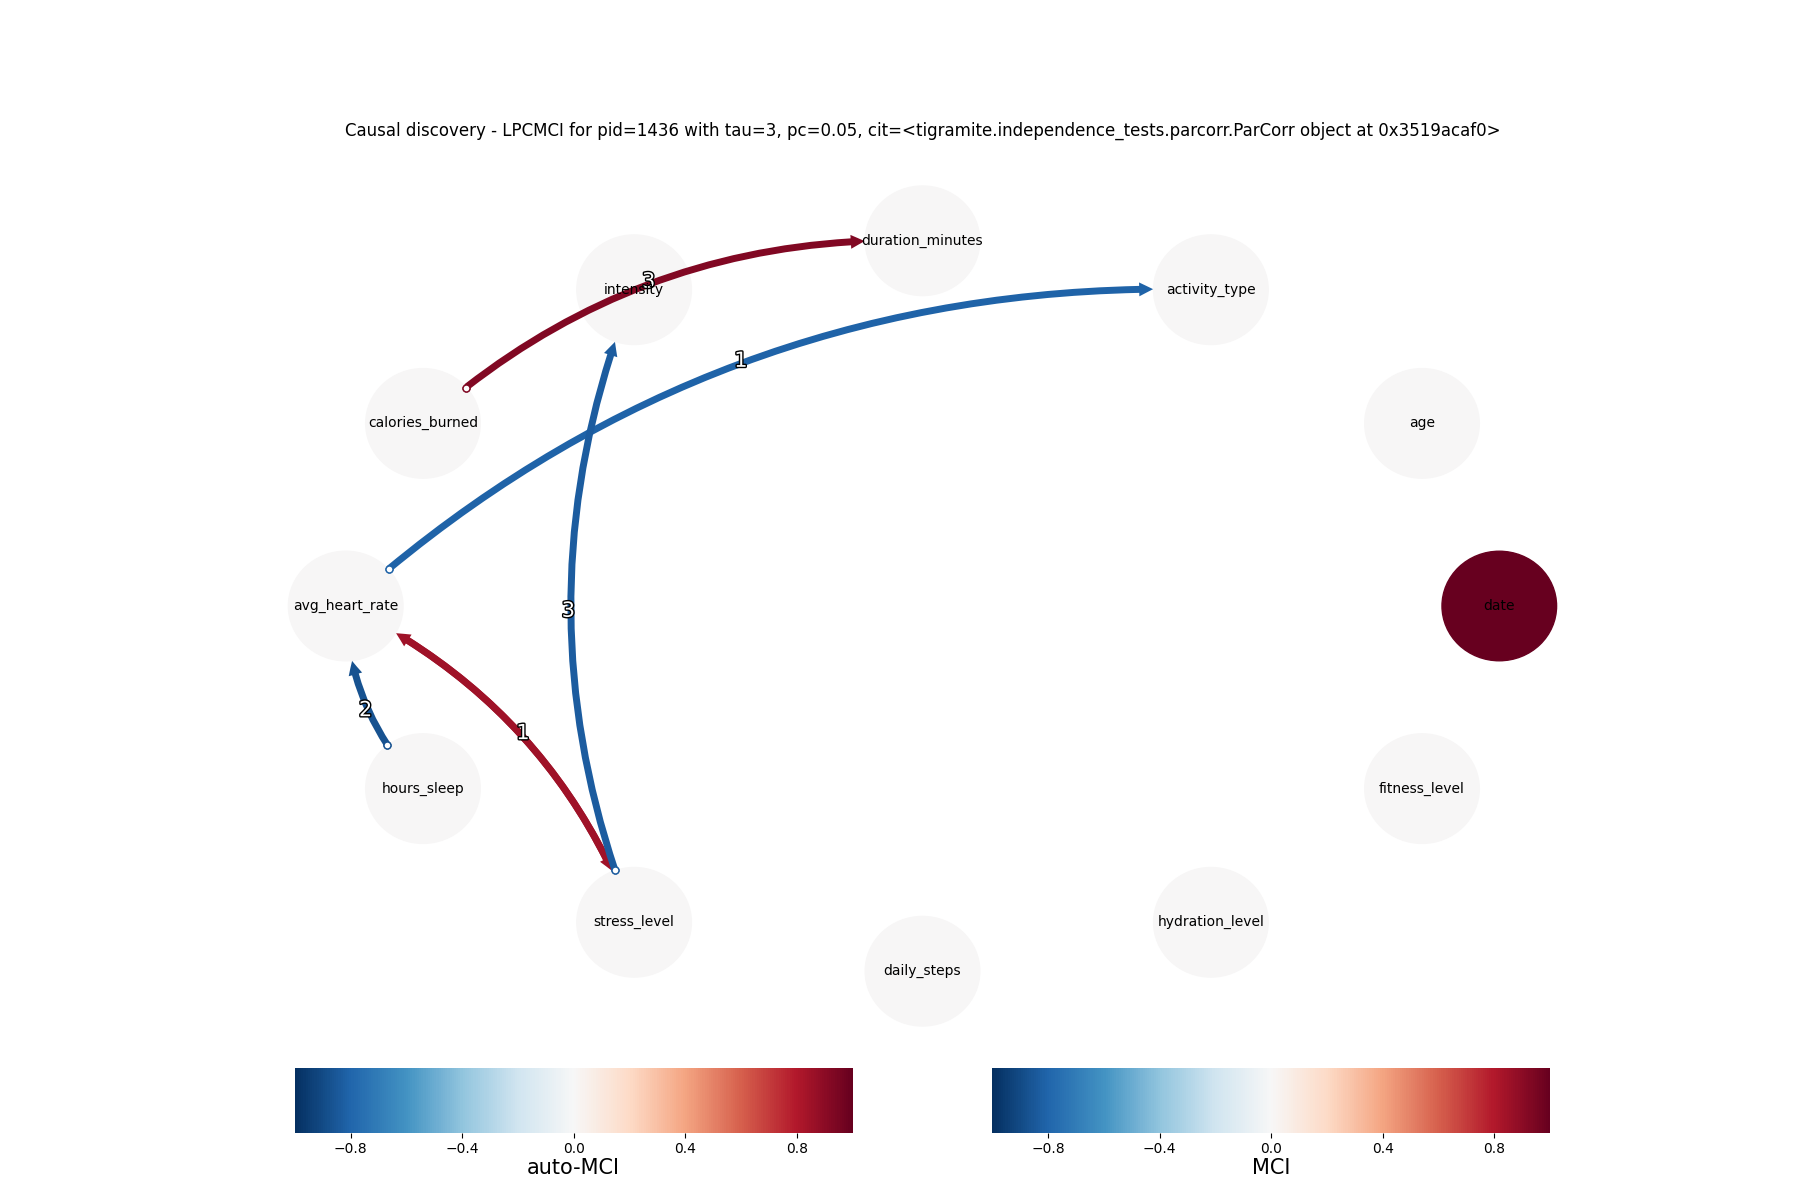 Causal discovery - LPCMCI for pid=1436 with tau=3, pc=0.05, cit=<tigramite.independence_tests.parcorr.ParCorr object at 0x3519acaf0>
duration_minutes
3
intensity
activity_type
1
calories_burned
age
avg_heart_rate
3
date
2
1
hours_sleep
fitness_level
stress_level
hydration_level
daily_steps
−0.8 −0.4 0.0 0.4 0.8
auto-MCI
−0.8 −0.4 0.0 0.4 0.8
MCI